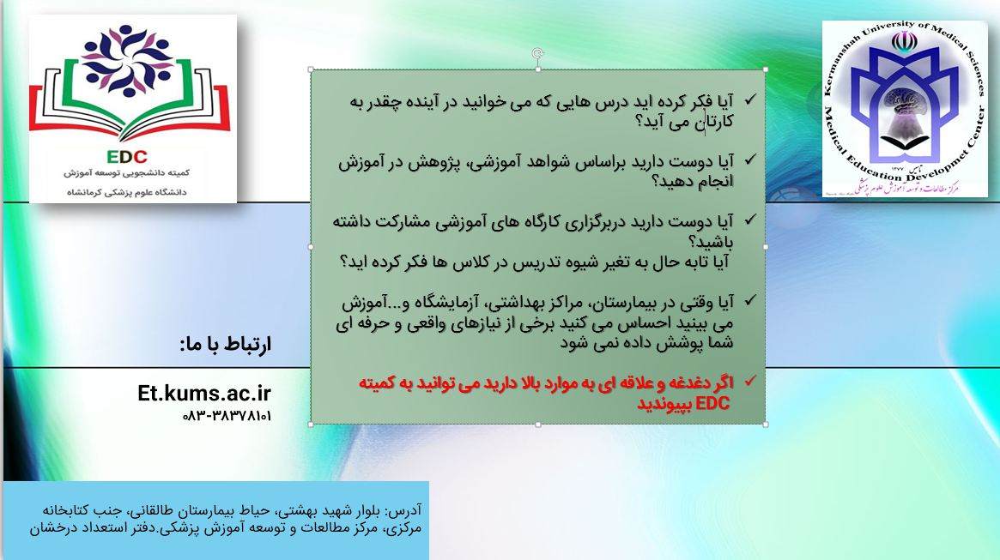 EDC
کمیته دانشجویی توسعه آموزش
دانشگاه علوم پزشکی کرمانشاه
Kermanshah University of Medical Sciences
Medical Education Developmet Center
تاسیس ۱۳۷۷
مرکز مطالعات و توسعه آموزش علوم پزشکی
✓ آیا فکر کرده اید درس هایی که می خوانید در آینده چقدر به
کارتان می آید؟
✓ آیا دوست دارید براساس شواهد آموزشی، پژوهش در آموزش
انجام دهید؟
✓ آیا دوست دارید دربرگزاری کارگاه های آموزشی مشارکت داشته
باشید؟
آیا تابه حال به تغیر شیوه تدریس در کلاس ها فکر کرده اید؟
✓ آیا وقتی در بیمارستان، مراکز بهداشتی، آزمایشگاه و...آموزش
می بینید احساس می کنید برخی از نیازهای واقعی و حرفه ای
شما پوشش داده نمی شود
✓ اگر دغدغه و علاقه ای به موارد بالا دارید می توانید به کمیته
EDC بپیوندید
ارتباط با ما:
Et.kums.ac.ir
۰۸۳-۳۸۳۷۸۱۰۱
آدرس: بلوار شهید بهشتی، حیاط بیمارستان طالقانی، جنب کتابخانه
مرکزی، مرکز مطالعات و توسعه آموزش پزشکی.دفتر استعداد درخشان